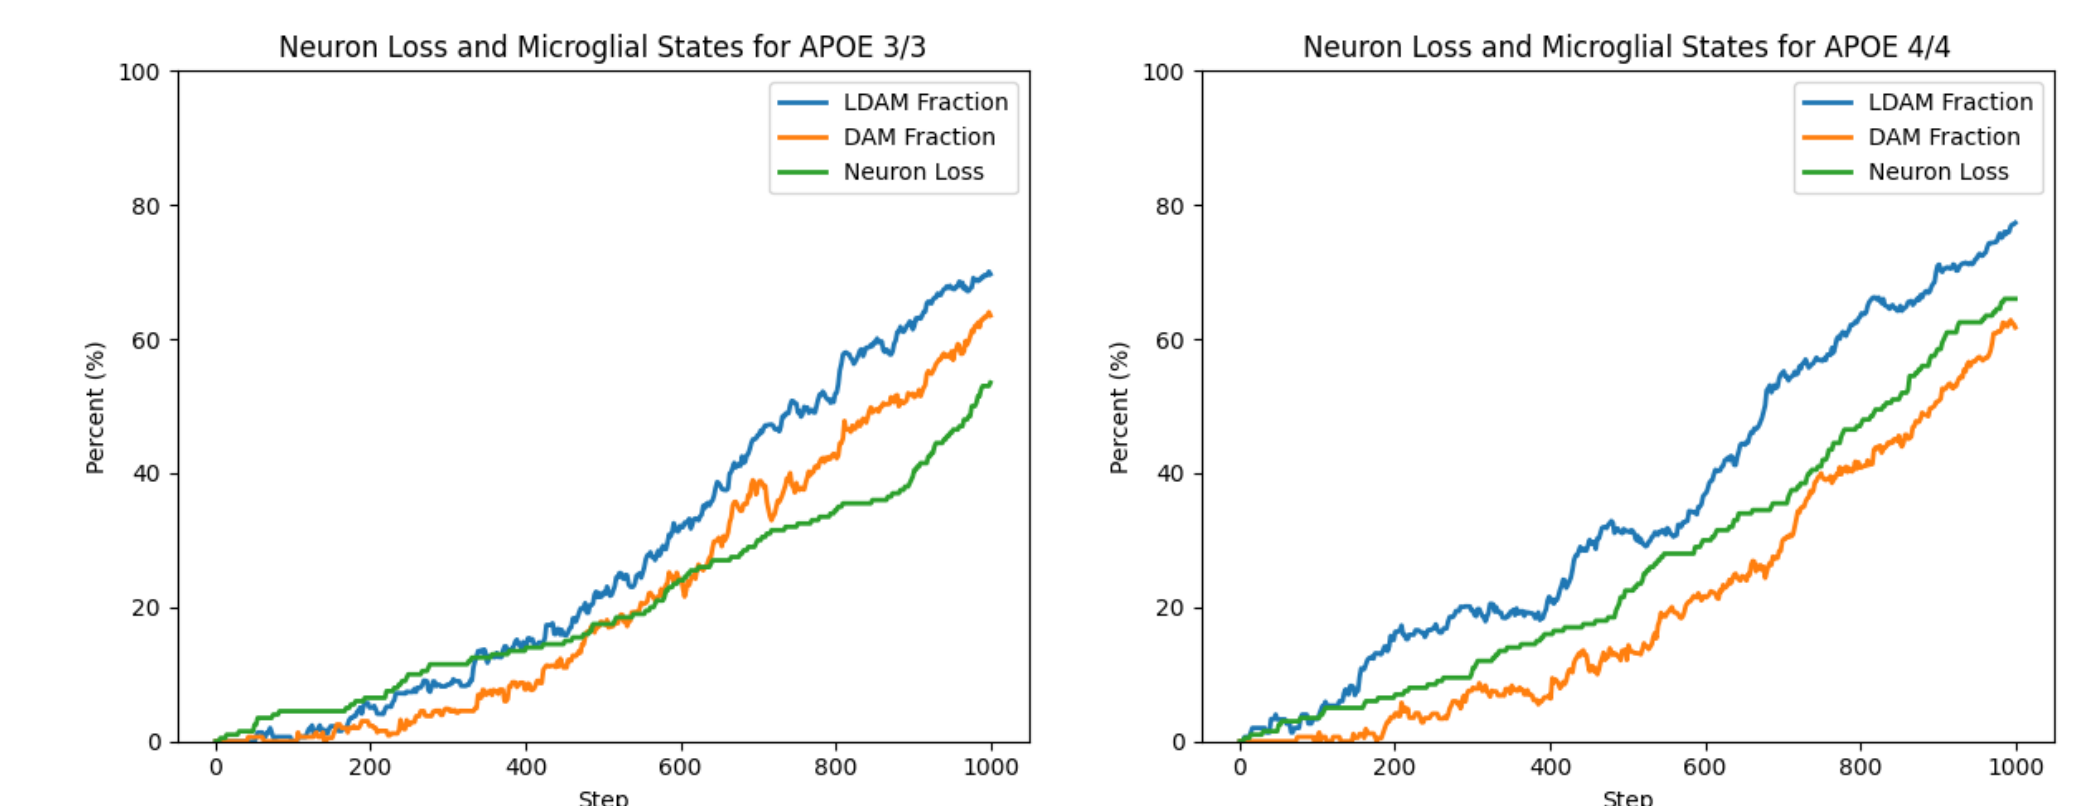 Neuron Loss and Microglial States for APOE 3/3
100
80
60
40
20
0
Percent (%)
LDAM Fraction
DAM Fraction
Neuron Loss
0 200 400 600 800 1000
Step
Neuron Loss and Microglial States for APOE 4/4
100
80
60
40
20
0
Percent (%)
LDAM Fraction
DAM Fraction
Neuron Loss
0 200 400 600 800 1000
Step